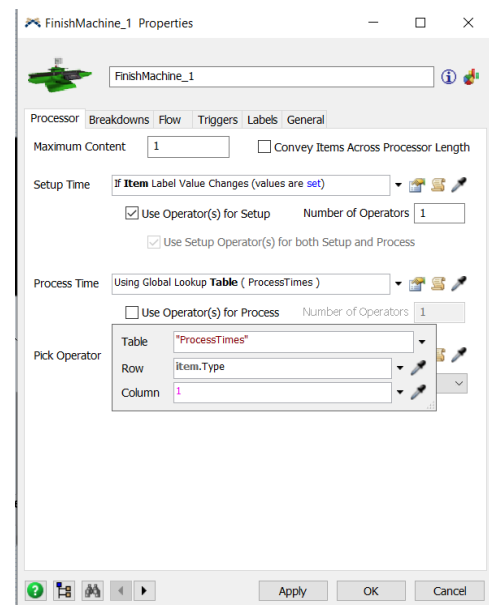 FinishMachine_1 Properties
FinishMachine_1
Processor Breakdowns Flow Triggers Labels General
Maximum Content 1 Convey Items Across Processor Length
Setup Time If Item Label Value Changes (values are set)
Use Operator(s) for Setup Number of Operators 1
Use Setup Operator(s) for both Setup and Process
Process Time Using Global Lookup Table ( ProcessTimes )
Use Operator(s) for Process Number of Operators 1
Table "ProcessTimes"
Pick Operator
Row item.Type
Column 1
Apply OK Cancel